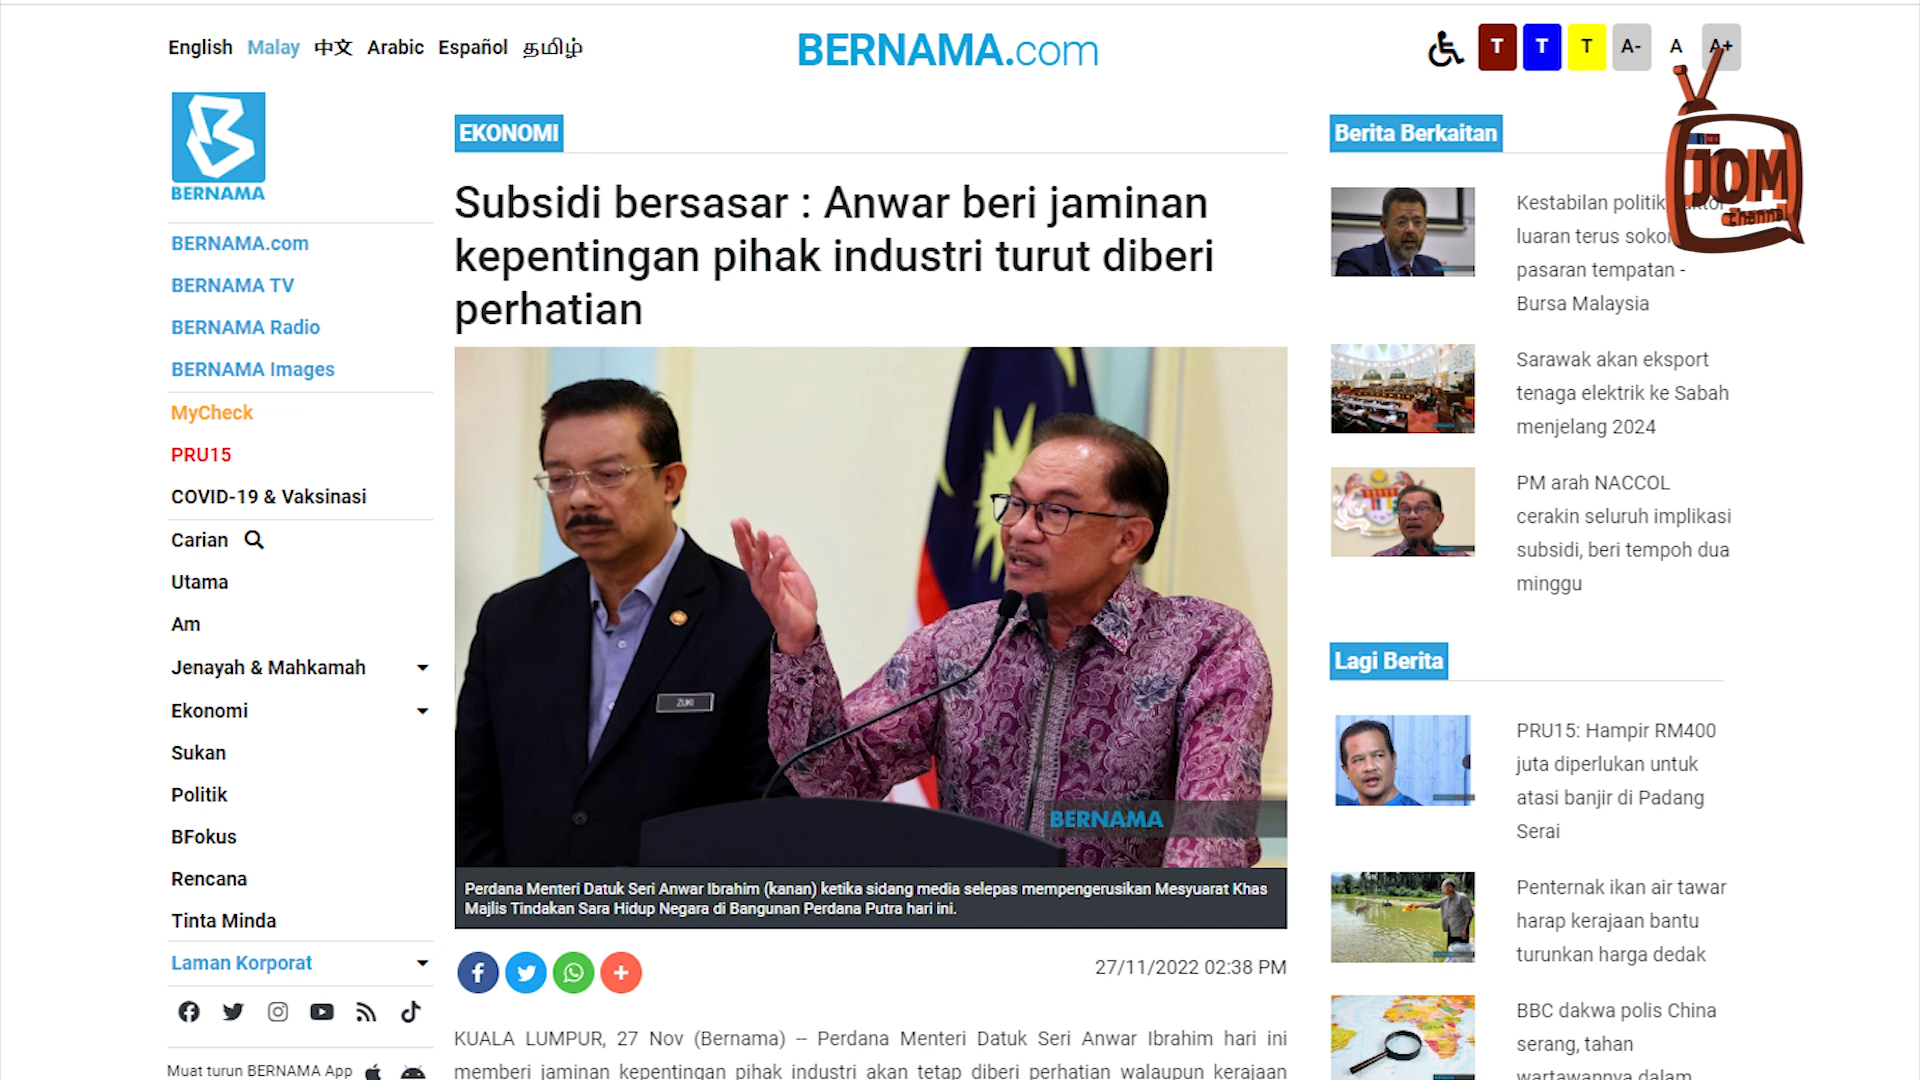 English Malay 中文 Arabic Español தமிழ்
BERNAMA.com
T T T A- A A+
BERNAMA
BERNAMA.com
BERNAMA TV
BERNAMA Radio
BERNAMA Images
MyCheck
PRU15
COVID-19 & Vaksinasi
Carian
Utama
Am
Jenayah & Mahkamah
Ekonomi
Sukan
Politik
BFokus
Rencana
Tinta Minda
Laman Korporat
Muat turun BERNAMA App
EKONOMI
Subsidi bersasar : Anwar beri jaminan
kepentingan pihak industri turut diberi
perhatian
ZUKI
BERNAMA
Perdana Menteri Datuk Seri Anwar Ibrahim (kanan) ketika sidang media selepas mempengerusikan Mesyuarat Khas
Majlis Tindakan Sara Hidup Negara di Bangunan Perdana Putra hari ini.
27/11/2022 02:38 PM
KUALA LUMPUR, 27 Nov (Bernama) -- Perdana Menteri Datuk Seri Anwar Ibrahim hari ini
memberi jaminan kepentingan pihak industri akan tetap diberi perhatian walaupun kerajaan
Berita Berkaitan
JOM
Channel
Kestabilan politik
luaran terus
pasaran tempatan -
Bursa Malaysia
Sarawak akan eksport
tenaga elektrik ke Sabah
menjelang 2024
PM arah NACCOL
cerakin seluruh implikasi
subsidi, beri tempoh dua
minggu
Lagi Berita
PRU15: Hampir RM400
juta diperlukan untuk
atasi banjir di Padang
Serai
Penternak ikan air tawar
harap kerajaan bantu
turunkan harga dedak
BBC dakwa polis China
serang, tahan
wartawannya dalam